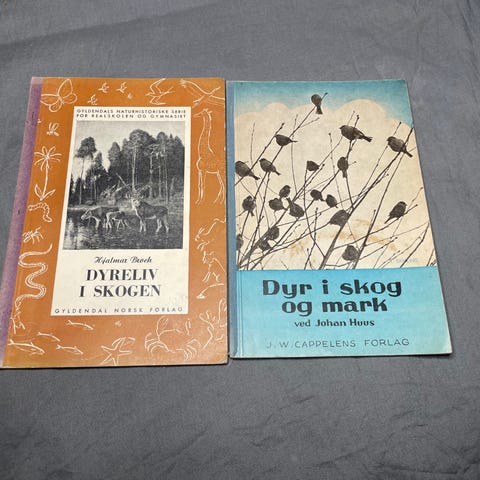 GYLDENDALS NATURHISTORISKE SERIE
FOR REALSKOLEN OG GYMNASIET
Hjalmar Broch
DYRELIV
I SKOGEN
GYLDENDAL NORSK FORLAG
Dyr i skog
og mark
ved Johan Huus
J.W. CAPPELENS FORLAG